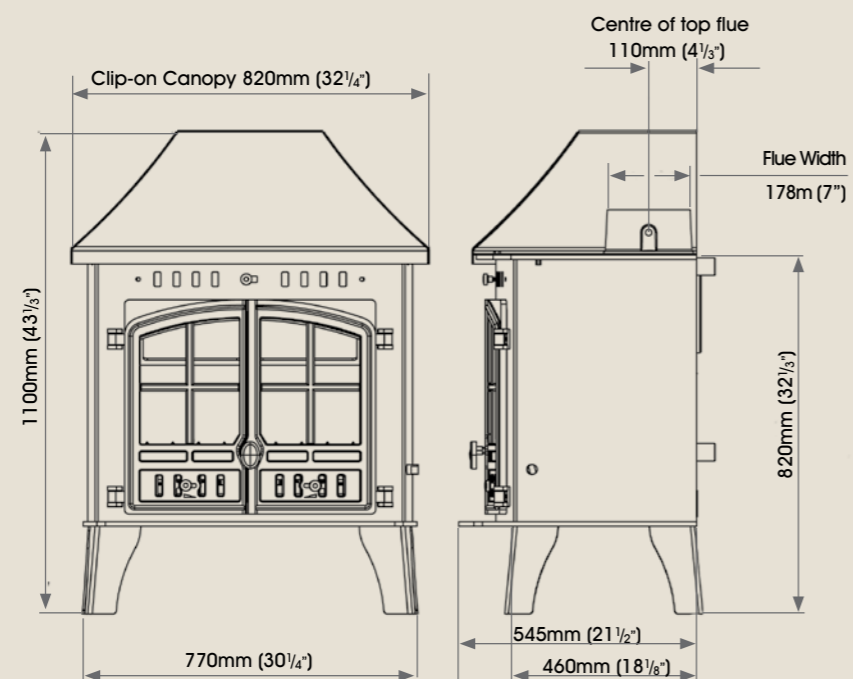 Centre of top flue
110mm (4⅓")
Clip-on Canopy 820mm (32¼")
Flue Width
178m (7")
1100mm (43⅓")
820mm (32⅓")
545mm (21½")
770mm (30¼")
460mm (18⅛")